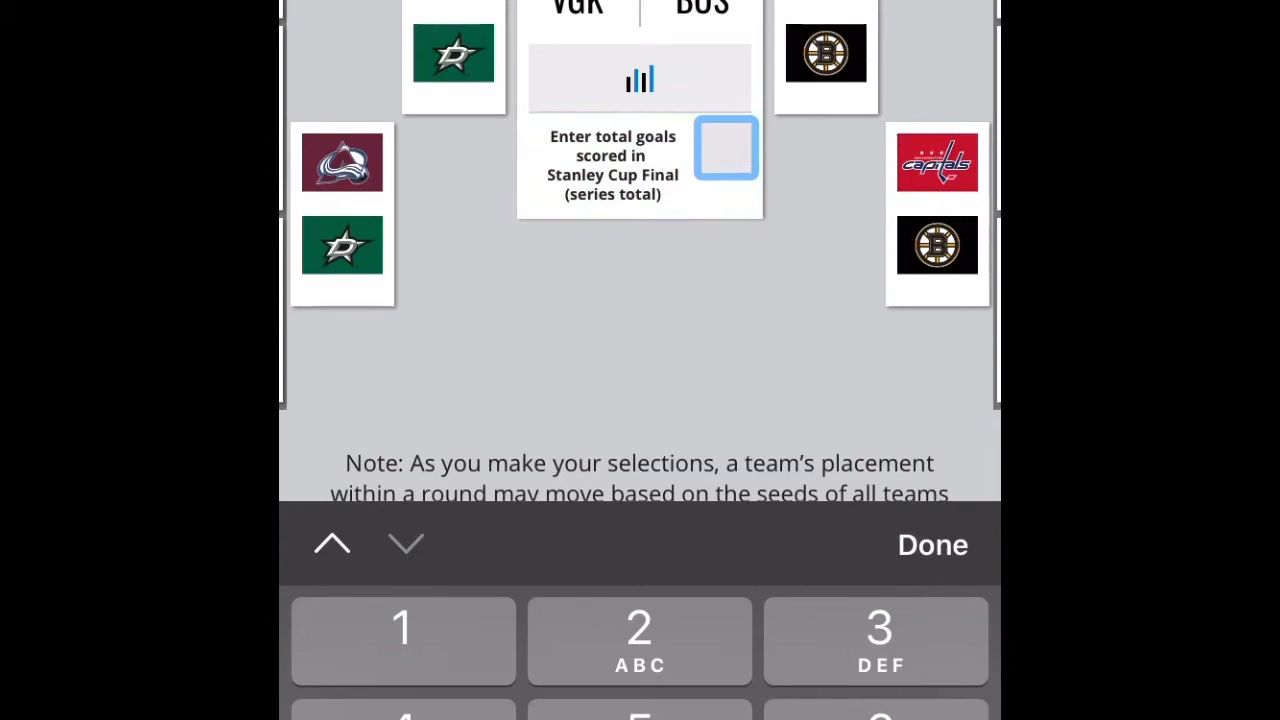 VGK BOS
Enter total goals
scored in
Stanley Cup Final
(series total)
capitals
Note: As you make your selections, a team's placement
within a round may move based on the seeds of all teams
Done
1 2 3
ABC DEF